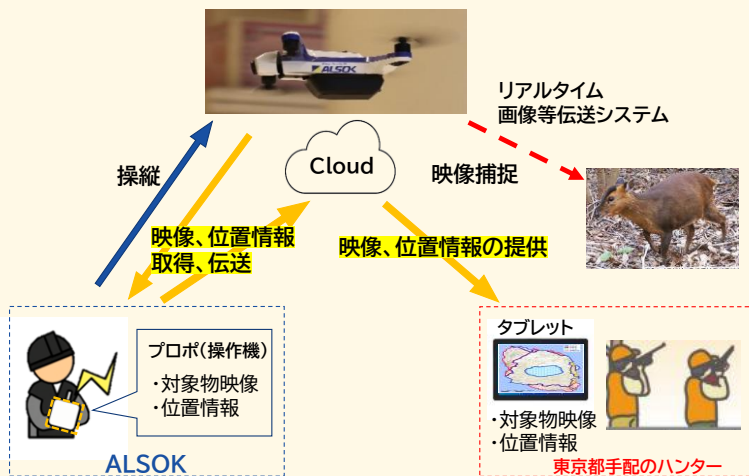 ALSOK
リアルタイム
画像等伝送システム
Cloud
操縦
映像捕捉
映像、位置情報
取得、伝送
映像、位置情報の提供
プロポ(操作機)
・対象物映像
・位置情報
ALSOK
タブレット
・対象物映像
・位置情報
東京都手配のハンター